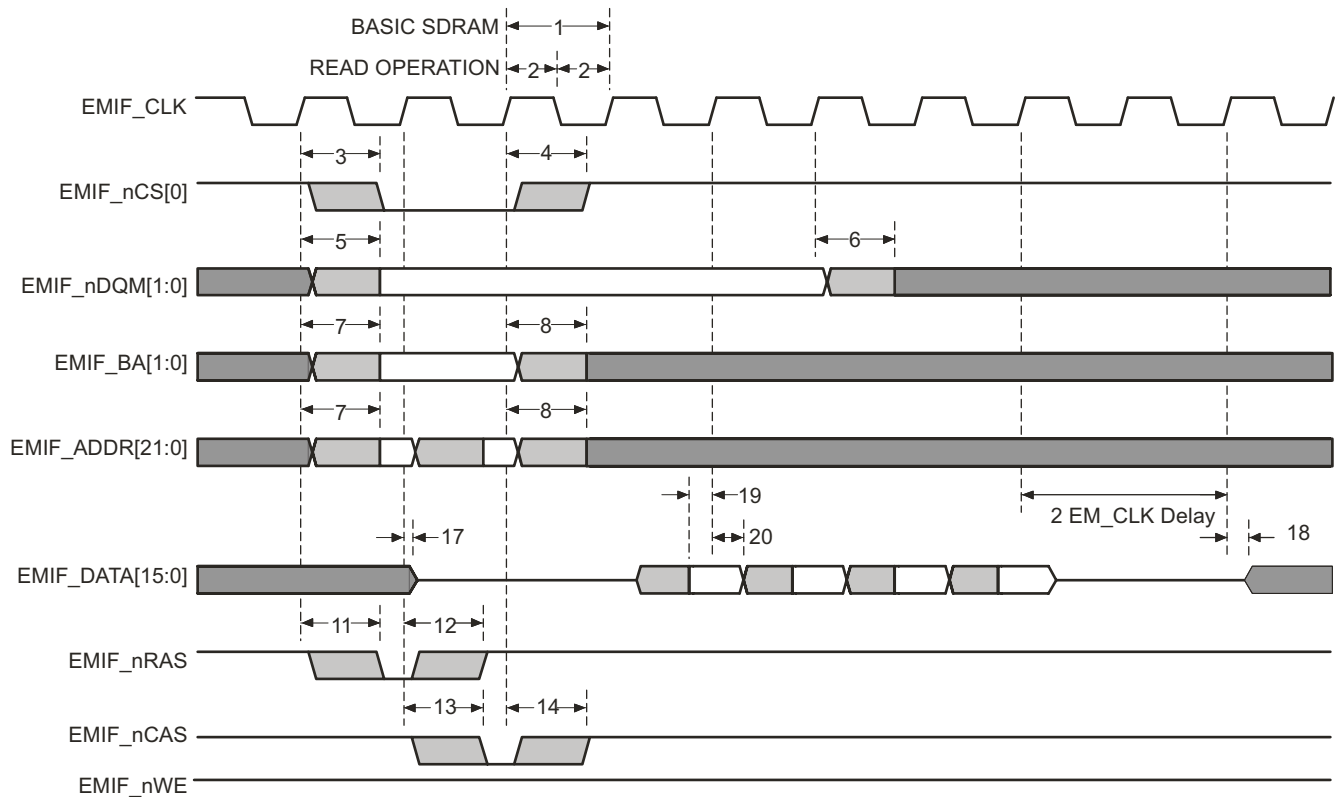 BASIC SDRAM
1
READ OPERATION
2 2
EMIF_CLK
3 4
EMIF_nCS[0]
5 6
EMIF_nDQM[1:0]
7 8
EMIF_BA[1:0]
7 8
EMIF_ADDR[21:0]
19
2 EM_CLK Delay
17 20 18
EMIF_DATA[15:0]
11 12
EMIF_nRAS
13 14
EMIF_nCAS
EMIF_nWE